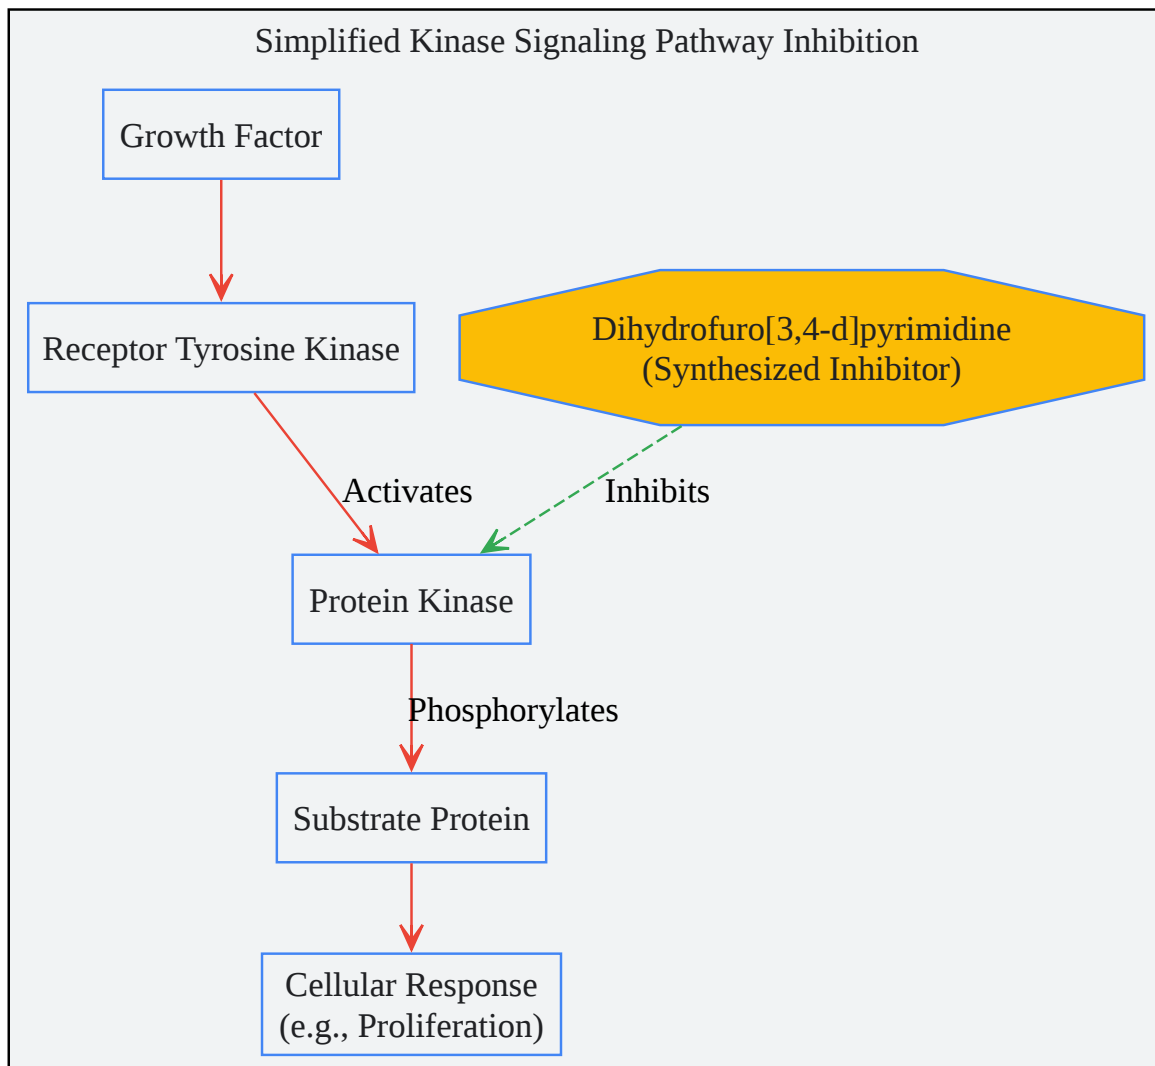 Simplified Kinase Signaling Pathway Inhibition
Growth Factor
Receptor Tyrosine Kinase
Dihydrofuro[3,4-d]pyrimidine
(Synthesized Inhibitor)
Activates
Inhibits
Protein Kinase
Phosphorylates
Substrate Protein
Cellular Response
(e.g., Proliferation)